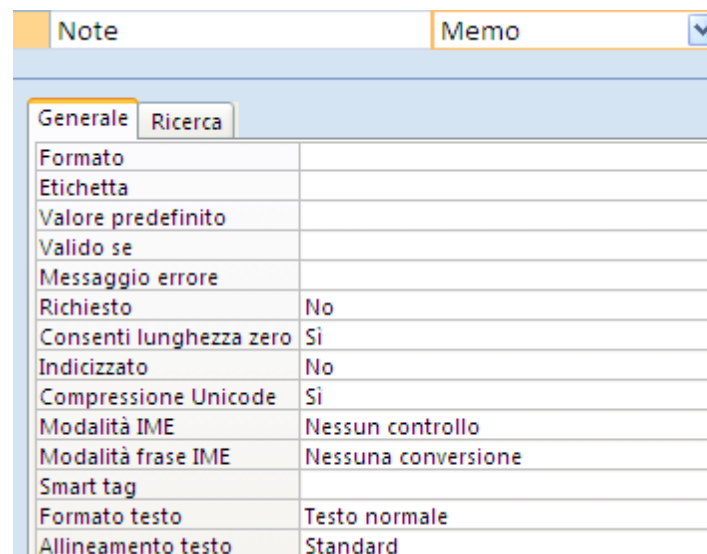 Note Memo
Generale Ricerca
Formato
Etichetta
Valore predefinito
Valido se
Messaggio errore
Richiesto No
Consenti lunghezza zero Sì
Indicizzato No
Compressione Unicode Sì
Modalità IME Nessun controllo
Modalità frase IME Nessuna conversione
Smart tag
Formato testo Testo normale
Allineamento testo Standard